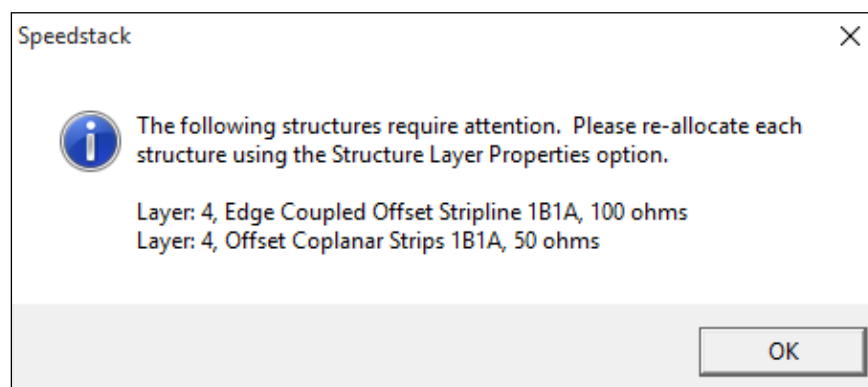 Speedstack
The following structures require attention.  Please re-allocate each
structure using the Structure Layer Properties option.
Layer: 4, Edge Coupled Offset Stripline 1B1A, 100 ohms
Layer: 4, Offset Coplanar Strips 1B1A, 50 ohms
OK